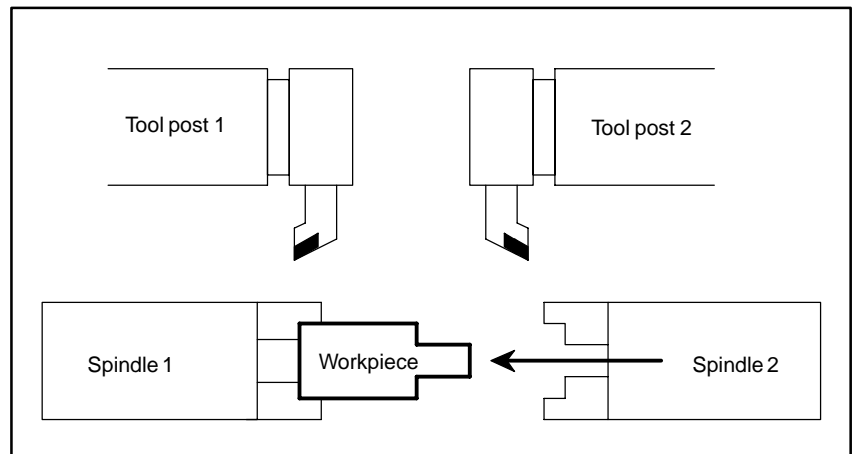 Tool post 1
Tool post 2
Spindle 1
Workpiece
Spindle 2